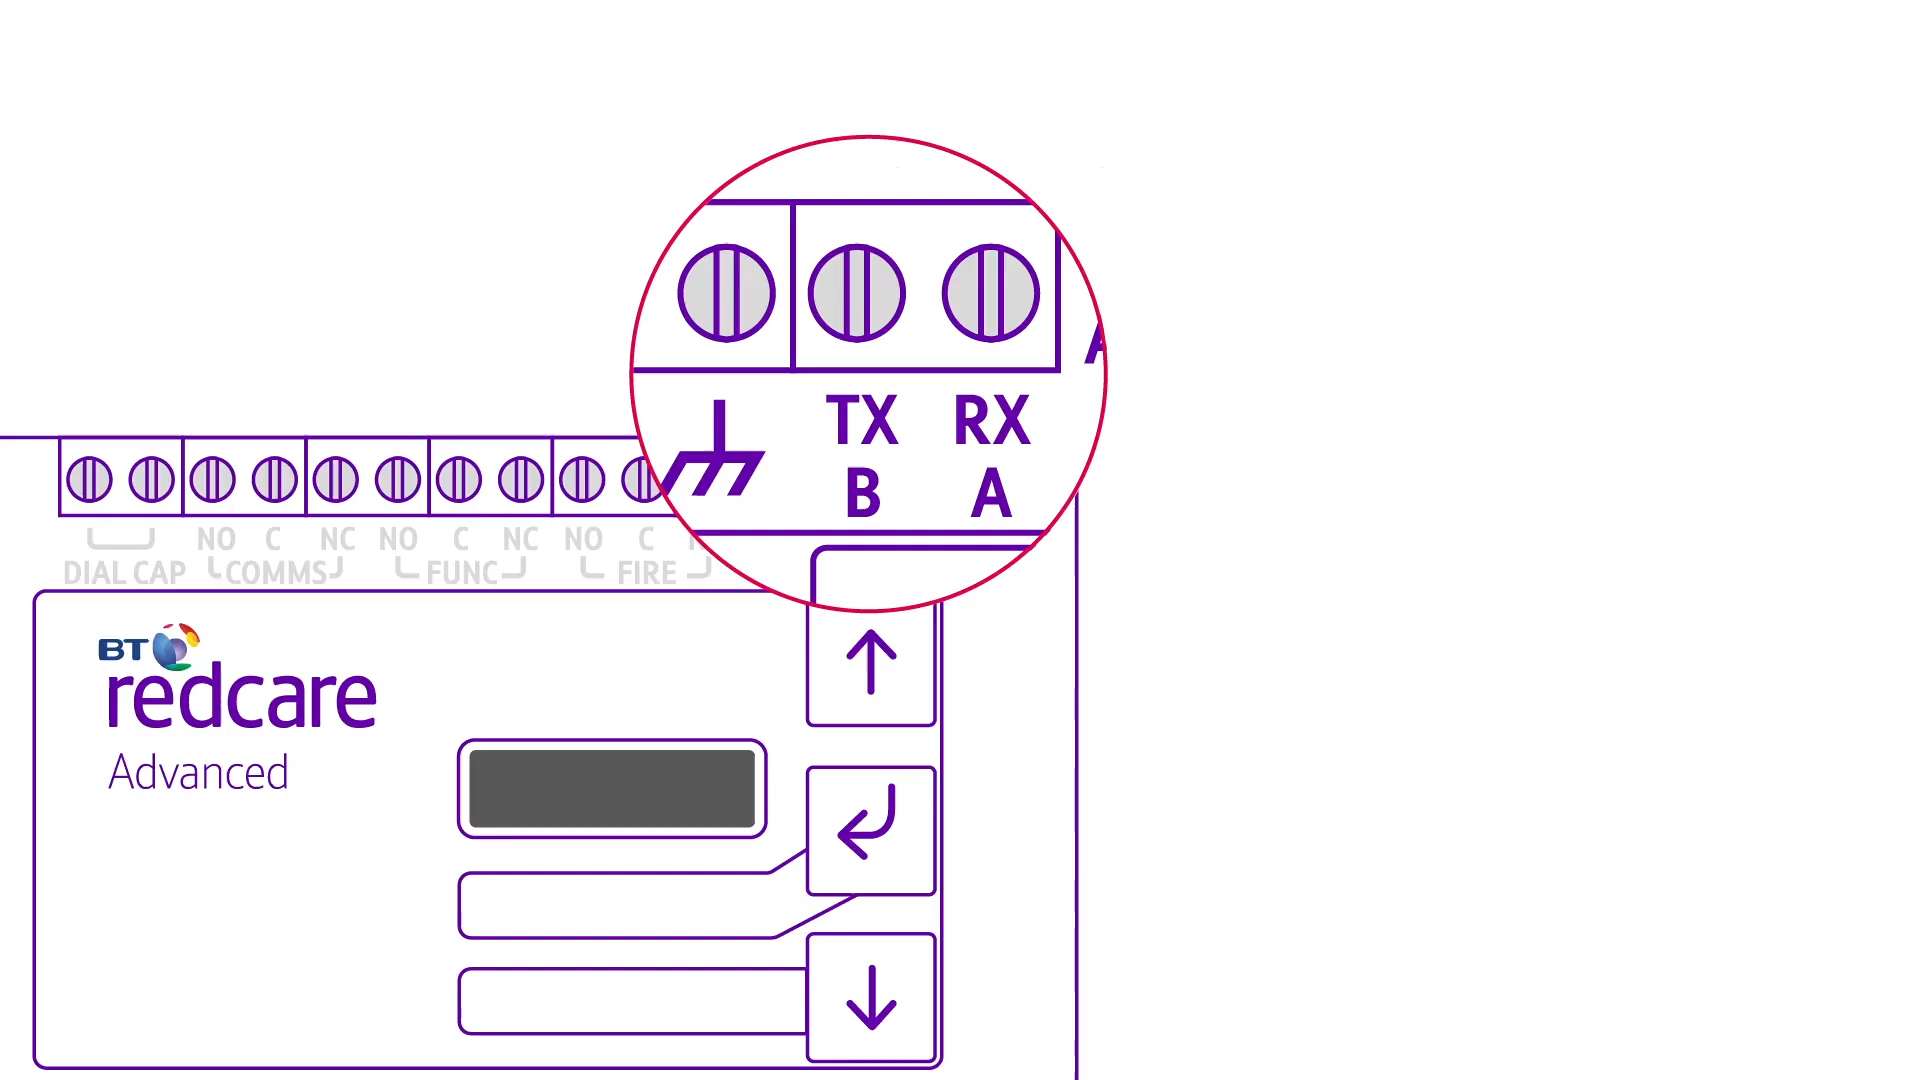 TX RX
B A
NO C NC NO C NC NO C
DIAL CAP COMMS FUNC FIRE
BT
redcare
Advanced